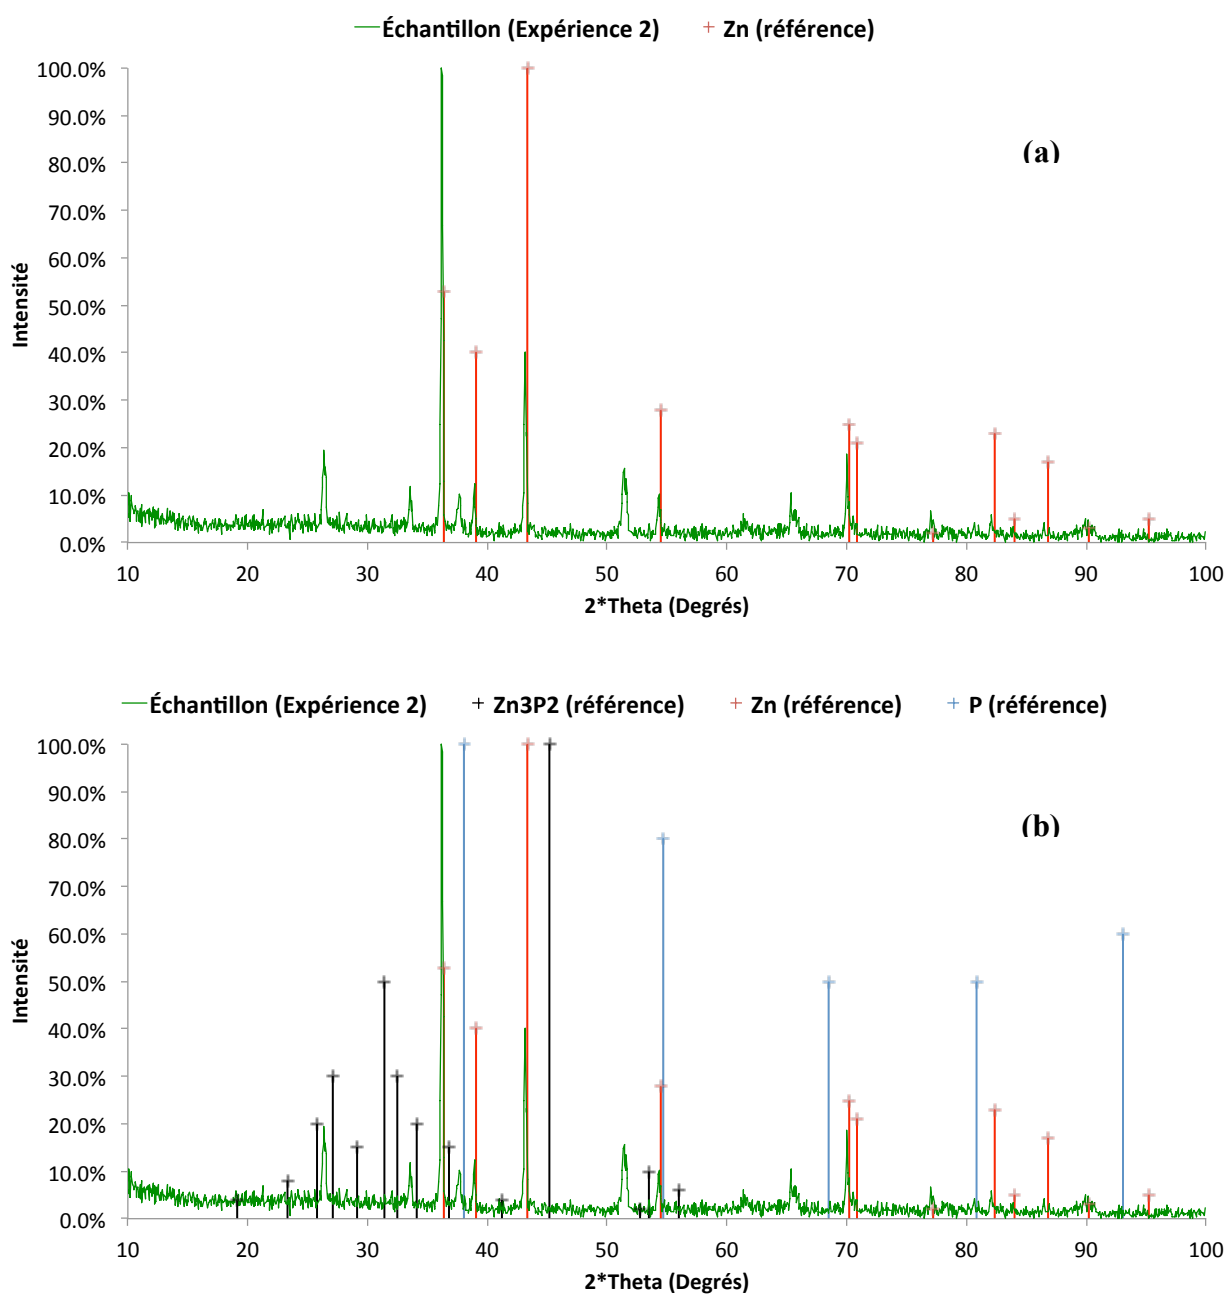 Échantillon (Expérience 2) Zn (référence)
100.0%
90.0%
80.0%
70.0%
60.0%
50.0%
40.0%
30.0%
20.0%
10.0%
0.0%
Intensité
(a)
10 20 30 40 50 60 70 80 90 100
2*Theta (Degrés)
Échantillon (Expérience 2) Zn3P2 (référence) Zn (référence) P (référence)
100.0%
90.0%
80.0%
70.0%
60.0%
50.0%
40.0%
30.0%
20.0%
10.0%
0.0%
Intensité
(b)
10 20 30 40 50 60 70 80 90 100
2*Theta (Degrés)